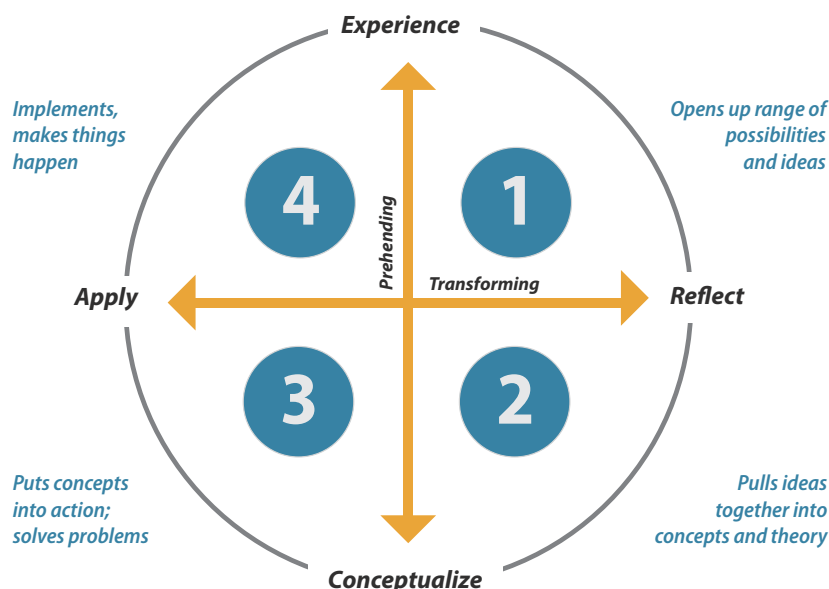 Experience
Implements,
makes things
happen
Opens up range of
possibilities
and ideas
4
1
Prehending
Transforming
Apply
Reflect
3
2
Puts concepts
into action;
solves problems
Pulls ideas
together into
concepts and theory
Conceptualize